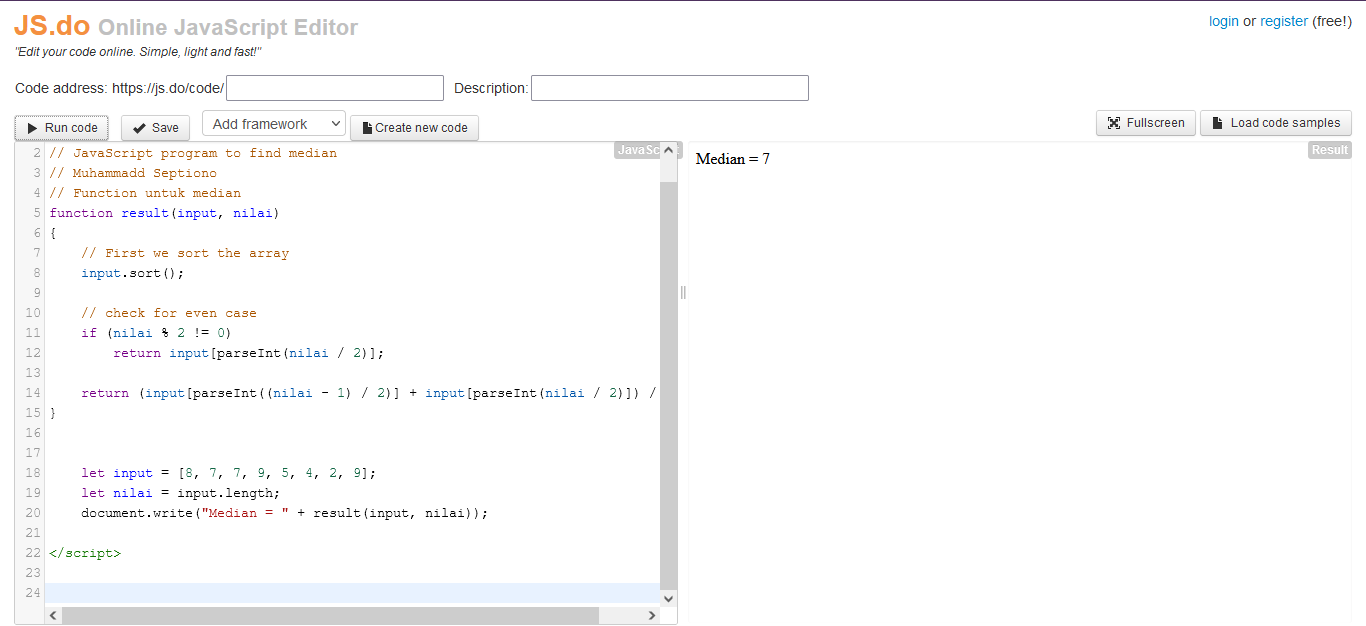 JS.do Online JavaScript Editor
login or register (free!)
"Edit your code online. Simple, light and fast!"
Code address: https://js.do/code/
Description:
Run code
Save
Add framework
Create new code
Fullscreen
Load code samples
JavaSc
Result
2 // JavaScript program to find median
3 // Muhammadd Septiono
4 // Function untuk median
5 function result(input, nilai)
6 {
7     // First we sort the array
8     input.sort();
9
10     // check for even case
11     if (nilai % 2 != 0)
12         return input[parseInt(nilai / 2)];
13
14     return (input[parseInt((nilai - 1) / 2)] + input[parseInt(nilai / 2)]) /
15 }
16
17
18     let input = [8, 7, 7, 9, 5, 4, 2, 9];
19     let nilai = input.length;
20     document.write("Median = " + result(input, nilai));
21
22 </script>
23
24
Median = 7